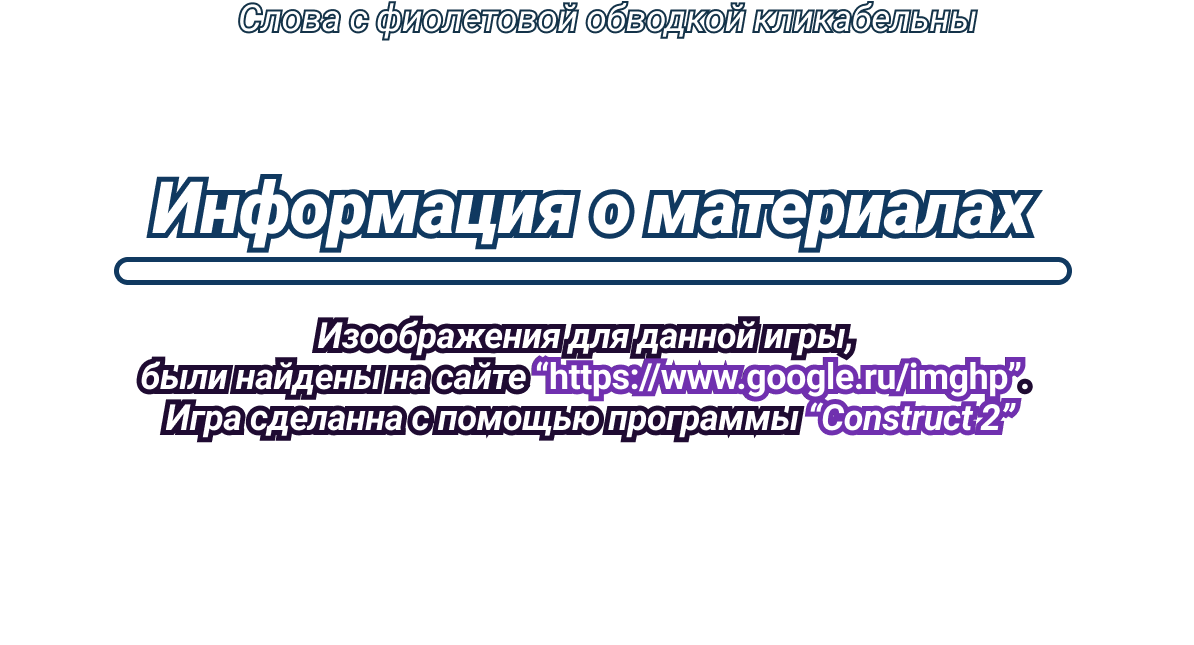 Слова с фиолетовой обводкой кликабельны
Информация о материалах
Изоображения для данной игры,
были найдены на сайте “https://www.google.ru/imghp”.
Игра сделанна с помощью программы “Construct 2”